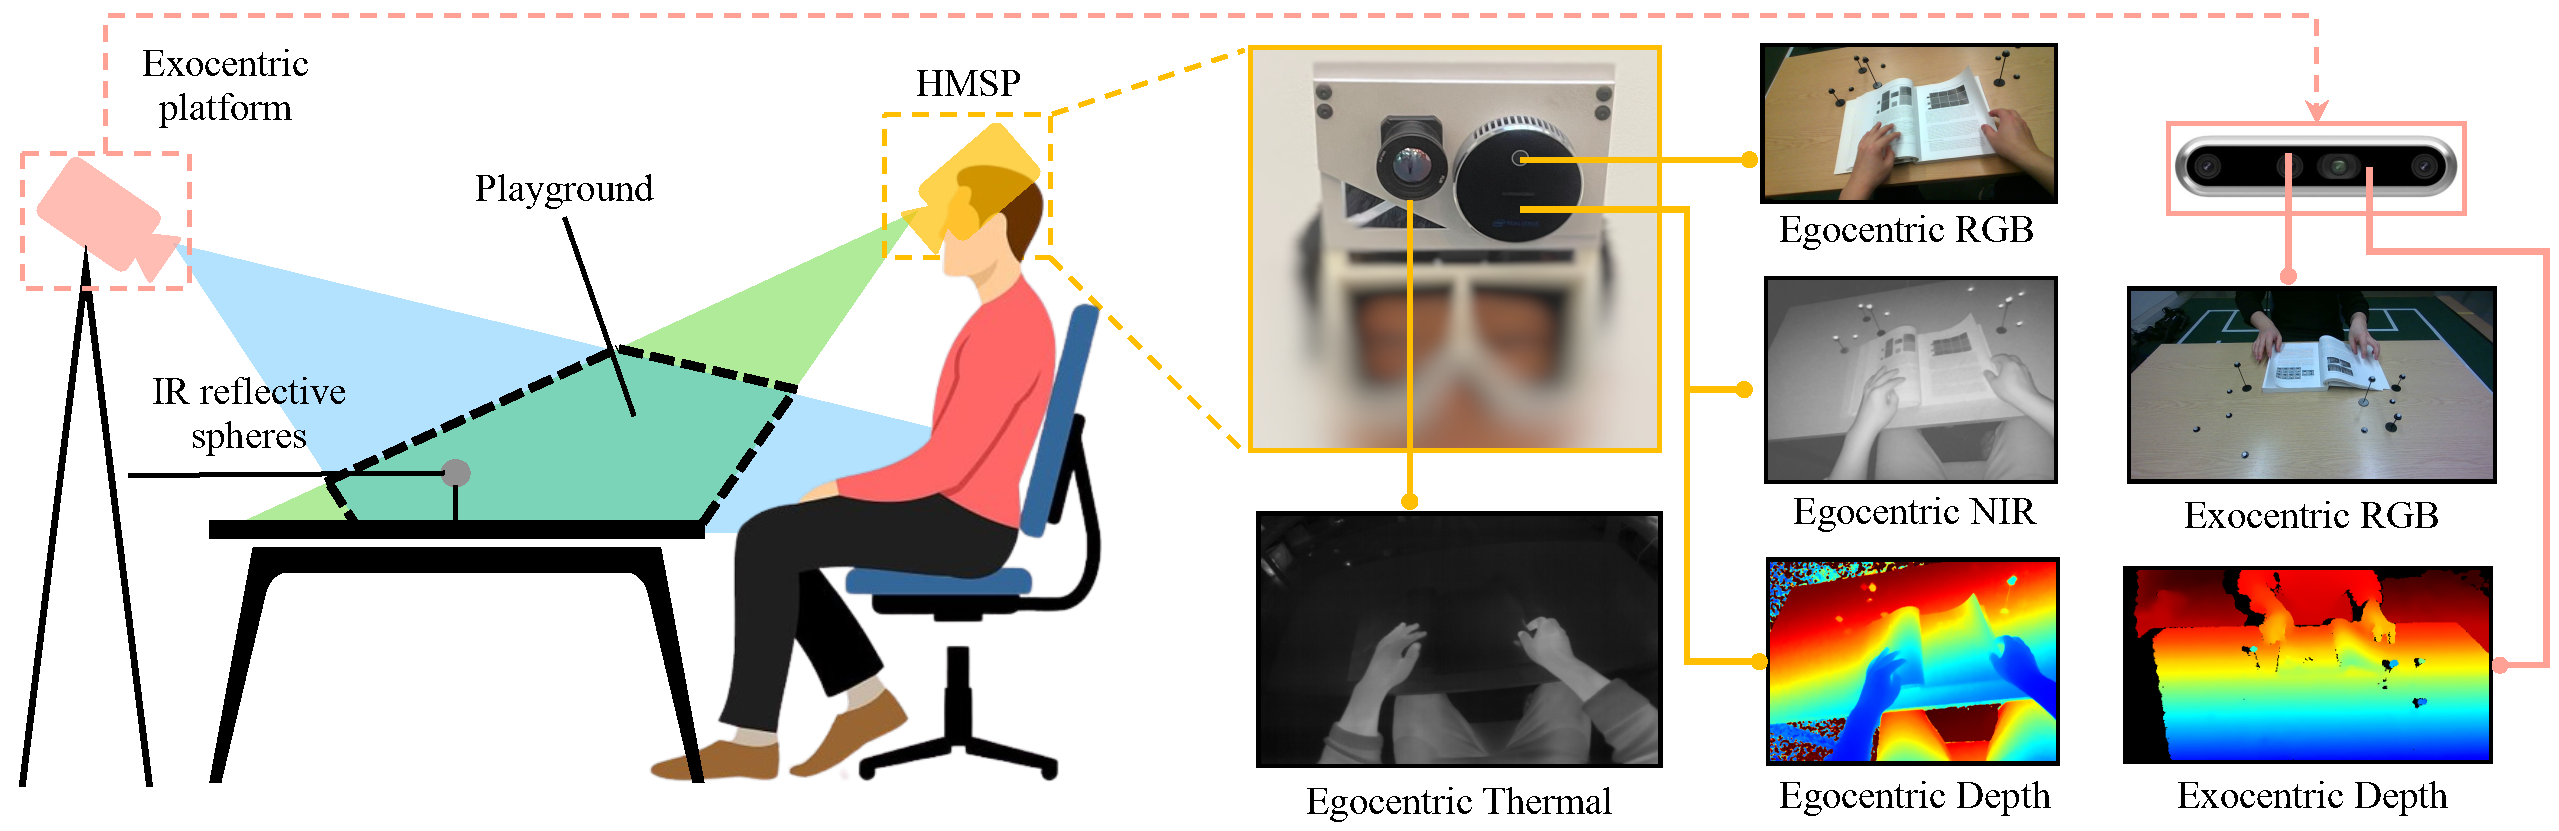 Exocentric
platform
HMSP
Playground
IR reflective
spheres
Egocentric RGB
Egocentric NIR
Exocentric RGB
Egocentric Thermal
Egocentric Depth
Exocentric Depth